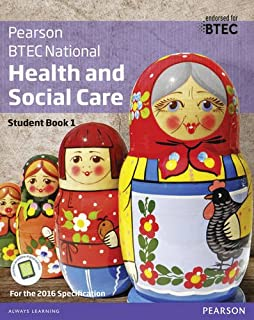 Pearson
BTEC National
Health and
Social Care
Student Book 1
endorsed for
BTEC
For the 2016 Specification
ALWAYS LEARNING
PEARSON